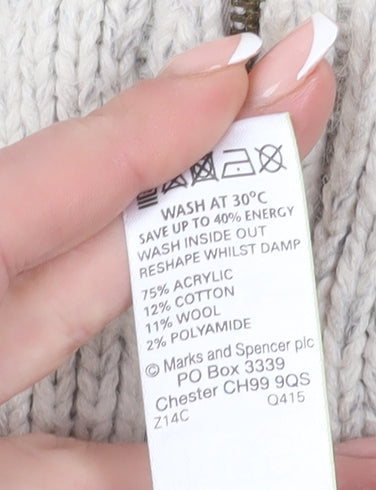 WASH AT 30°C
SAVE UP TO 40% ENERGY
WASH INSIDE OUT
RESHAPE WHILST DAMP
75% ACRYLIC
12% COTTON
11% WOOL
2% POLYAMIDE
© Marks and Spencer plc
PO Box 3339
Chester CH99 9QS
Z14C Q415